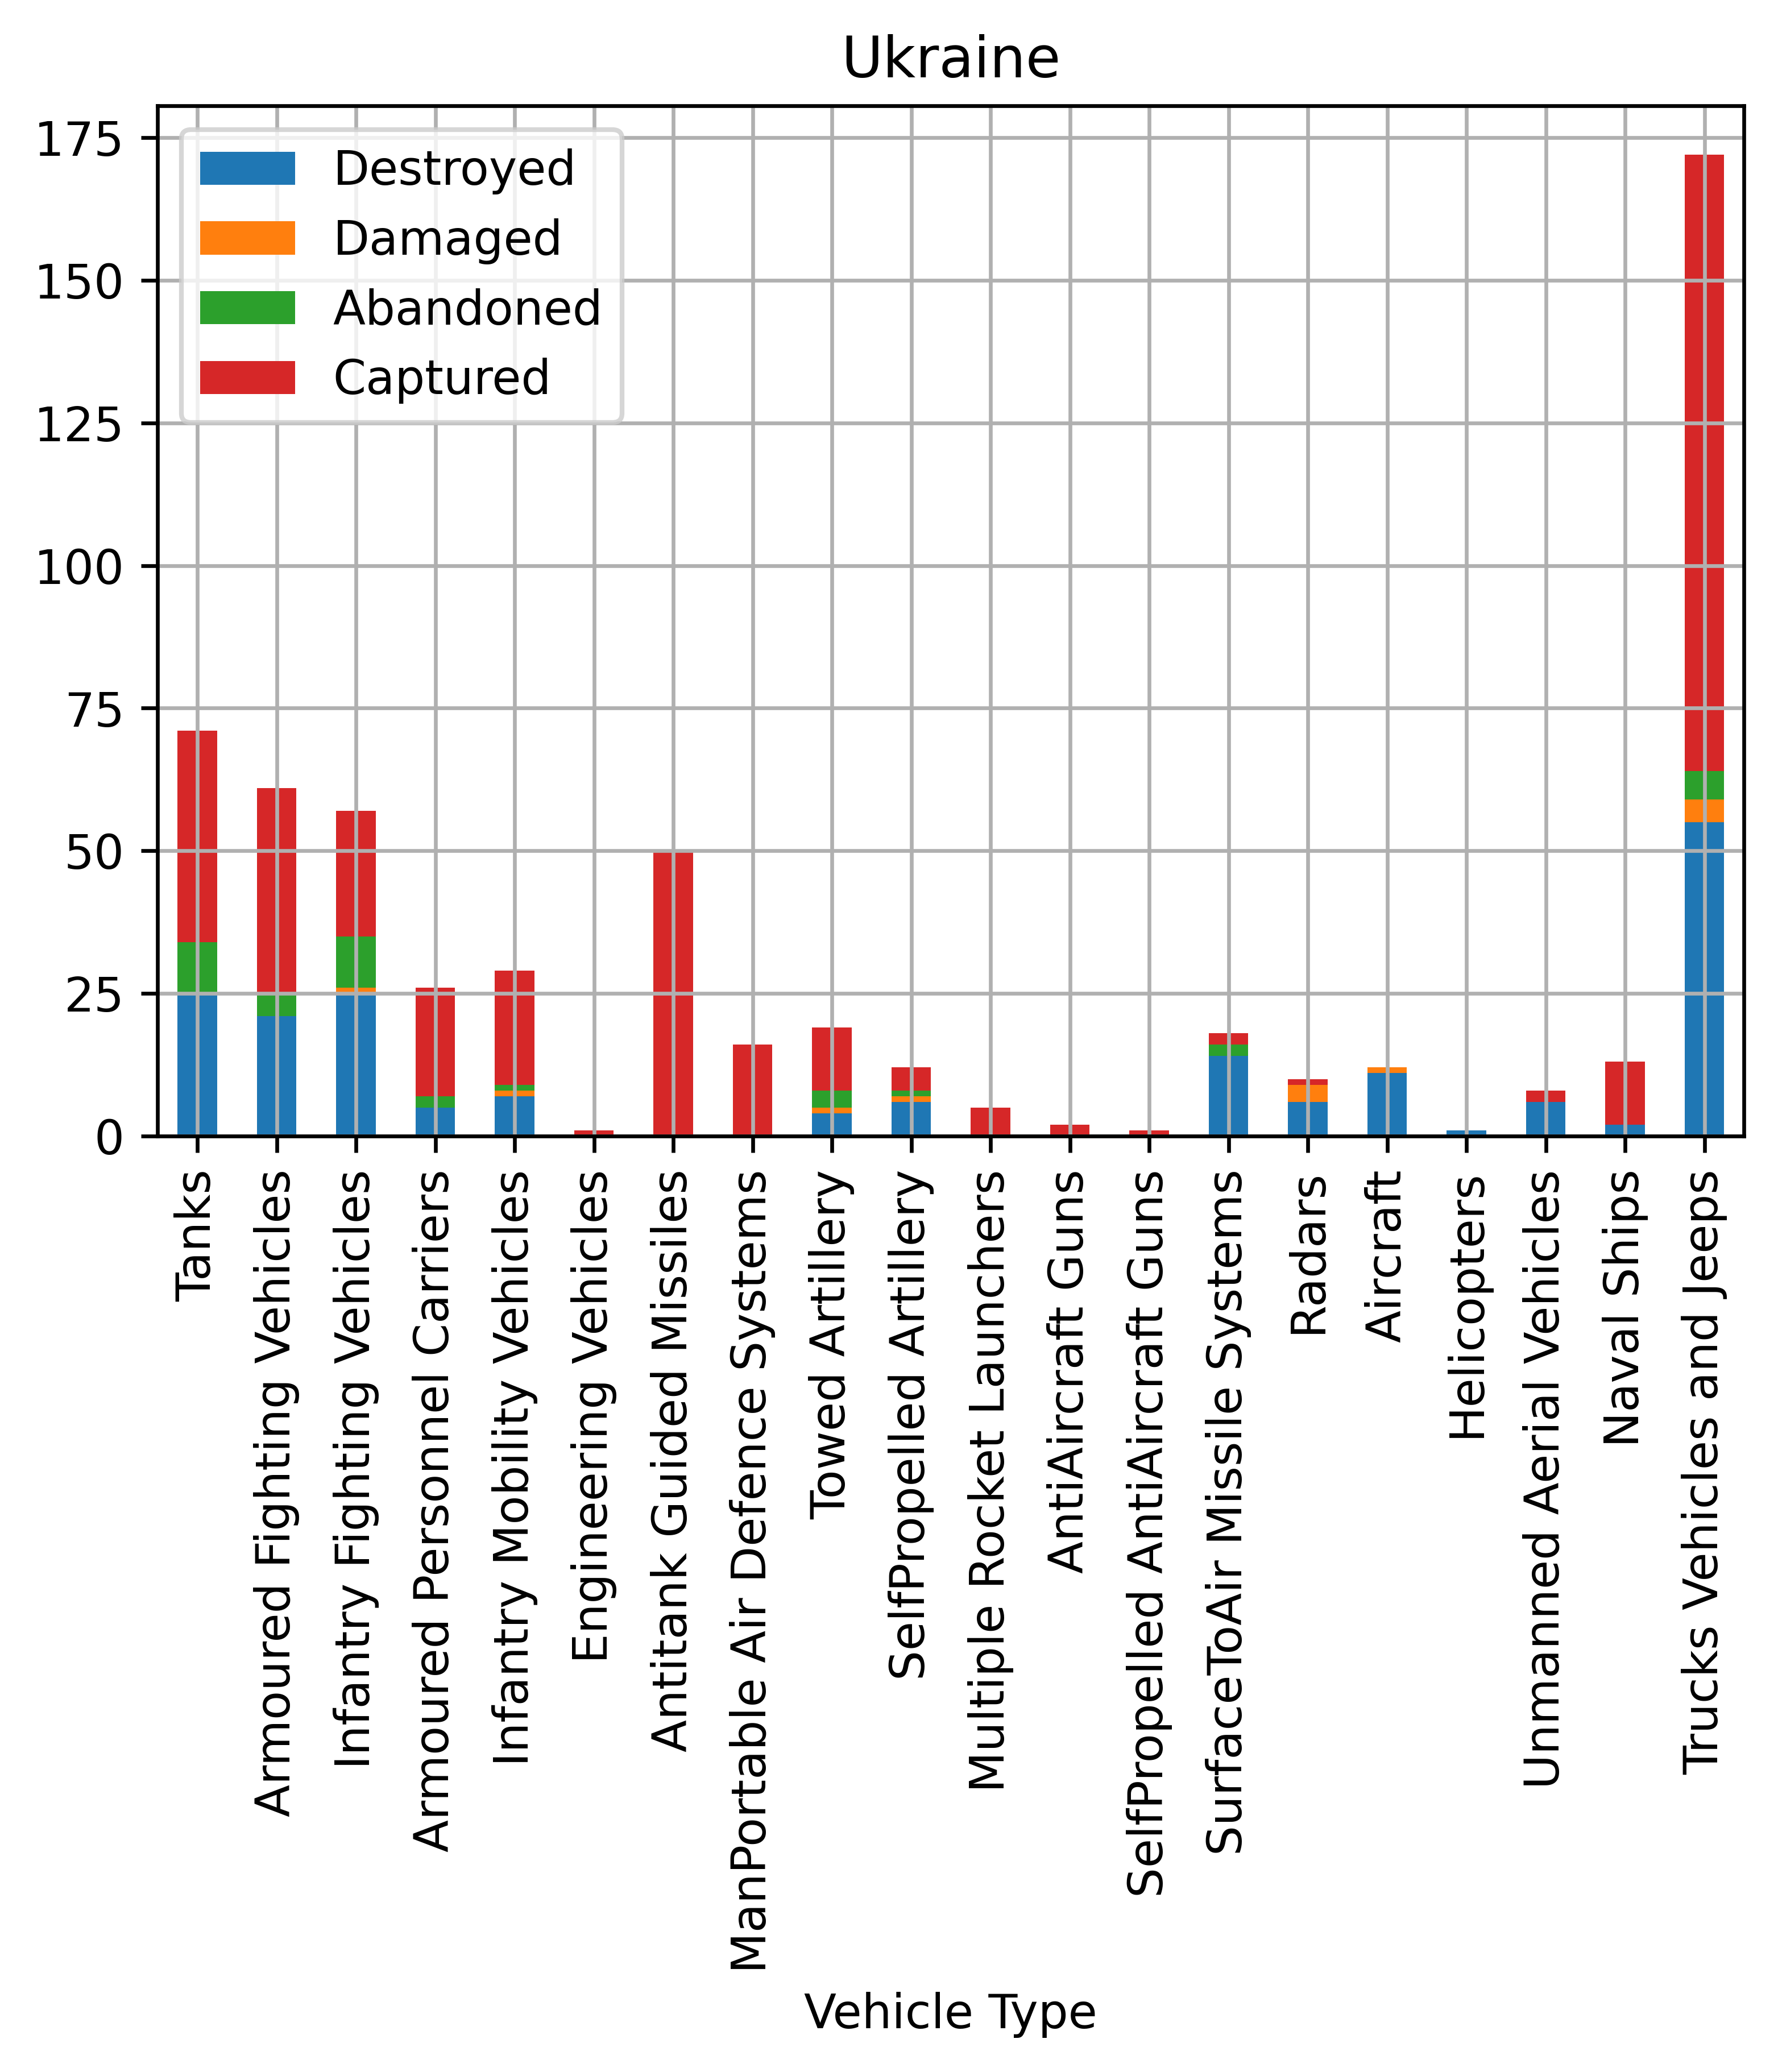 Ukraine
175
150
125
100
75
50
25
0
Destroyed
Damaged
Abandoned
Captured
Tanks
Armoured Fighting Vehicles
Infantry Fighting Vehicles
Armoured Personnel Carriers
Infantry Mobility Vehicles
Engineering Vehicles
Antitank Guided Missiles
ManPortable Air Defence Systems
Towed Artillery
SelfPropelled Artillery
Multiple Rocket Launchers
AntiAircraft Guns
SelfPropelled AntiAircraft Guns
SurfaceToAir Missile Systems
Radars
Aircraft
Helicopters
Unmanned Aerial Vehicles
Naval Ships
Trucks Vehicles and Jeeps
Vehicle Type